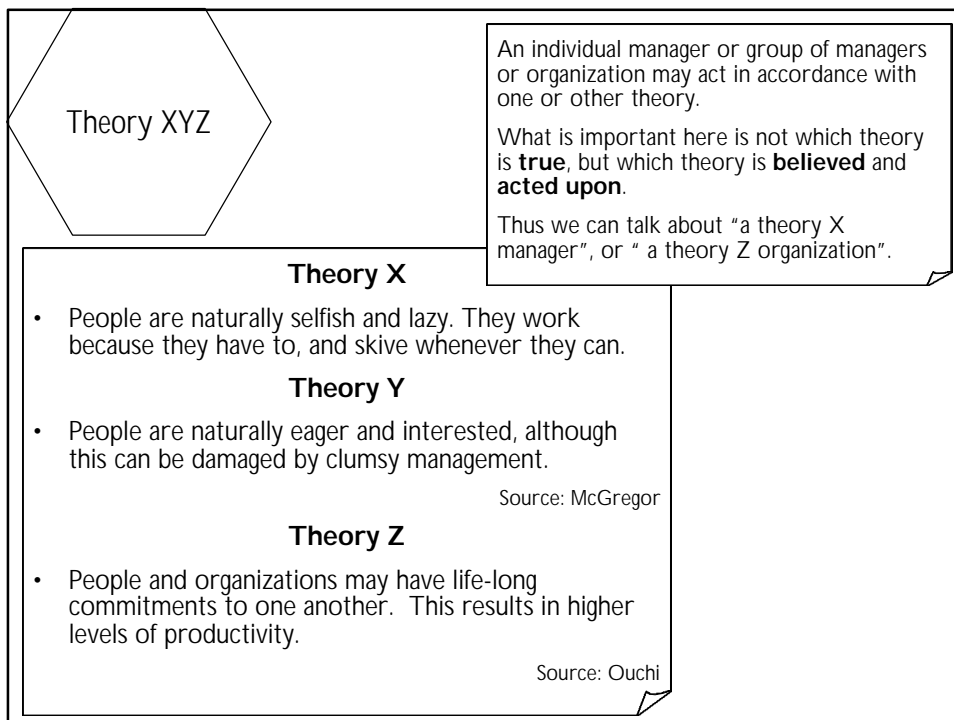 Theory XYZ
An individual manager or group of managers
or organization may act in accordance with
one or other theory.
What is important here is not which theory
is true, but which theory is believed and
acted upon.
Thus we can talk about “a theory X
manager”, or “ a theory Z organization”.
Theory X
• People are naturally selfish and lazy. They work
because they have to, and skive whenever they can.
Theory Y
• People are naturally eager and interested, although
this can be damaged by clumsy management.
Source: McGregor
Theory Z
• People and organizations may have life-long
commitments to one another.  This results in higher
levels of productivity.
Source: Ouchi